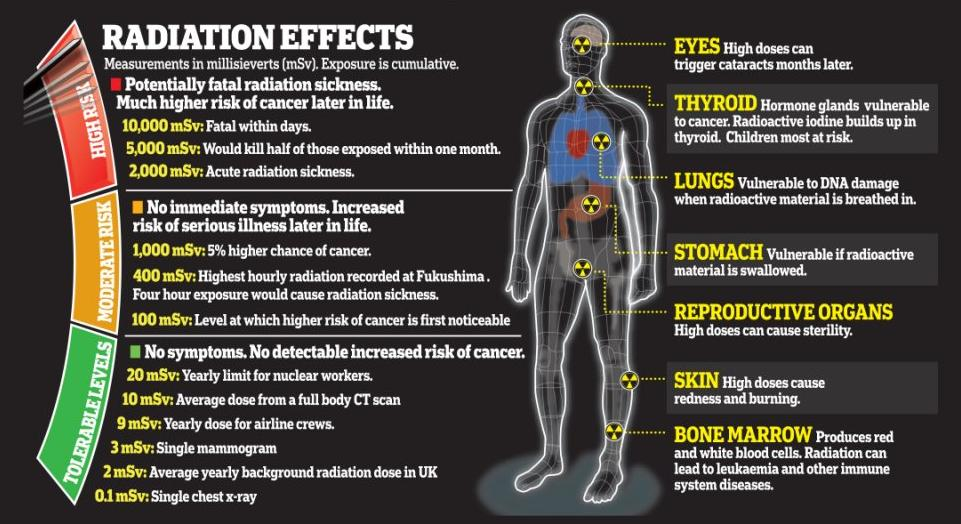 RADIATION EFFECTS
Measurements in millisieverts (mSv). Exposure is cumulative.
HIGH RISK
Potentially fatal radiation sickness.
Much higher risk of cancer later in life.
10,000 mSv: Fatal within days.
5,000 mSv: Would kill half of those exposed within one month.
2,000 mSv: Acute radiation sickness.
MODERATE RISK
No immediate symptoms. Increased
risk of serious illness later in life.
1,000 mSv: 5% higher chance of cancer.
400 mSv: Highest hourly radiation recorded at Fukushima .
Four hour exposure would cause radiation sickness.
100 mSv: Level at which higher risk of cancer is first noticeable
TOLERABLE LEVELS
No symptoms. No detectable increased risk of cancer.
20 mSv: Yearly limit for nuclear workers.
10 mSv: Average dose from a full body CT scan
9 mSv: Yearly dose for airline crews.
3 mSv: Single mammogram
2 mSv: Average yearly background radiation dose in UK
0.1 mSv: Single chest x-ray
EYES High doses can
trigger cataracts months later.
THYROID Hormone glands vulnerable
to cancer. Radioactive iodine builds up in
thyroid. Children most at risk.
LUNGS Vulnerable to DNA damage
when radioactive material is breathed in.
STOMACH Vulnerable if radioactive
material is swallowed.
REPRODUCTIVE ORGANS
High doses can cause sterility.
SKIN High doses cause
redness and burning.
BONE MARROW Produces red
and white blood cells. Radiation can
lead to leukaemia and other immune
system diseases.